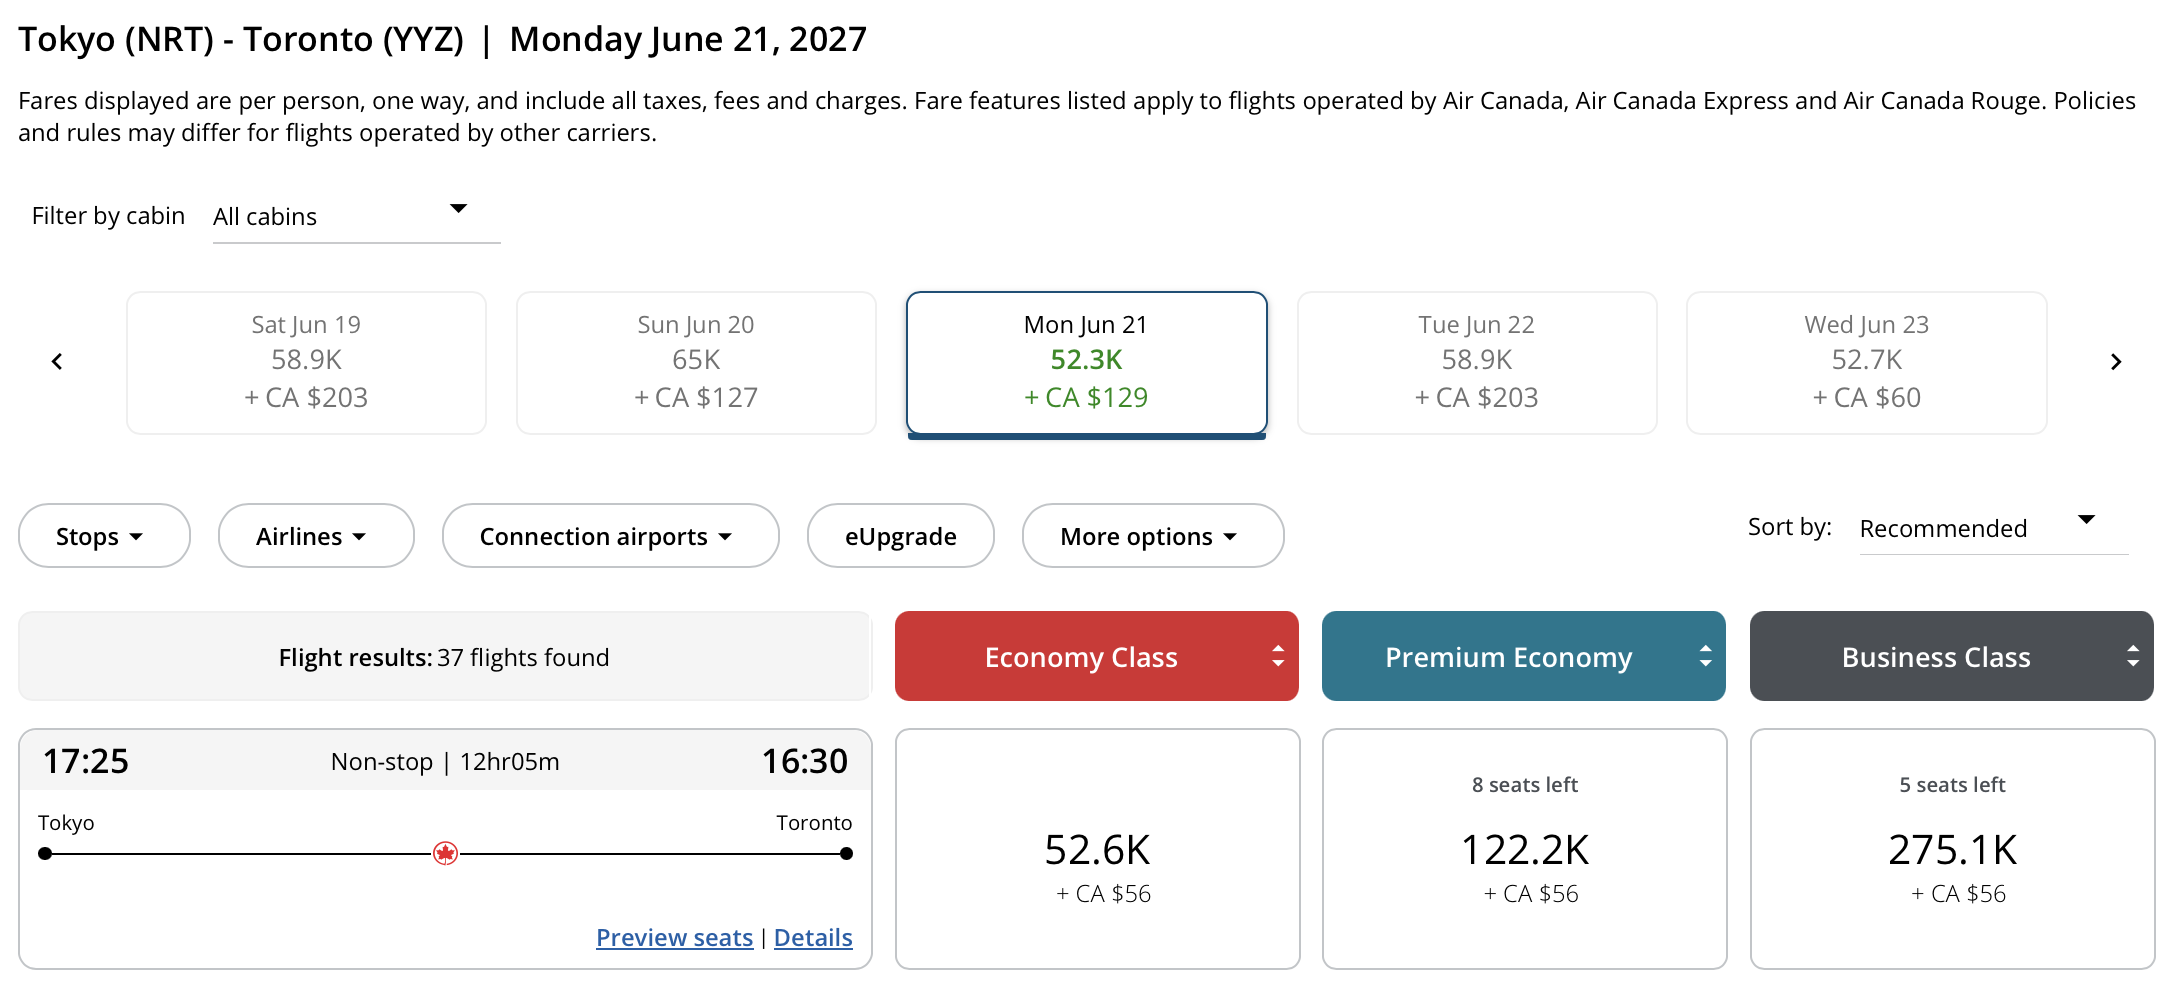 Tokyo (NRT) - Toronto (YYZ) | Monday June 21, 2027
Fares displayed are per person, one way, and include all taxes, fees and charges. Fare features listed apply to flights operated by Air Canada, Air Canada Express and Air Canada Rouge. Policies
and rules may differ for flights operated by other carriers.
Filter by cabin All cabins
Sat Jun 19
58.9K
+ CA $203
Sun Jun 20
65K
+ CA $127
Mon Jun 21
52.3K
+ CA $129
Tue Jun 22
58.9K
+ CA $203
Wed Jun 23
52.7K
+ CA $60
Stops
Airlines
Connection airports
eUpgrade
More options
Sort by: Recommended
Flight results: 37 flights found
Economy Class
Premium Economy
Business Class
17:25 Non-stop | 12hr05m 16:30
Tokyo Toronto
Preview seats | Details
52.6K
+ CA $56
8 seats left
122.2K
+ CA $56
5 seats left
275.1K
+ CA $56